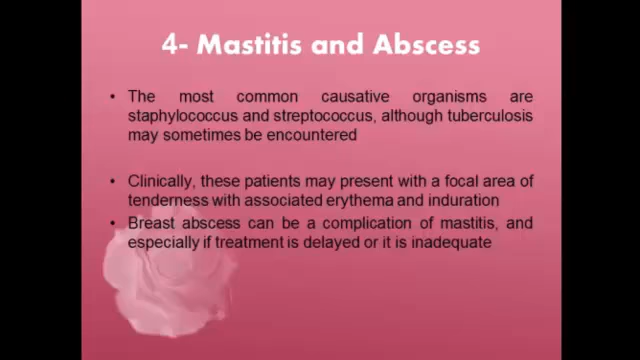 4- Mastitis and Abscess
• The most common causative organisms are
staphylococcus and streptococcus, although tuberculosis
may sometimes be encountered
• Clinically, these patients may present with a focal area of
tenderness with associated erythema and induration
• Breast abscess can be a complication of mastitis, and
especially if treatment is delayed or it is inadequate